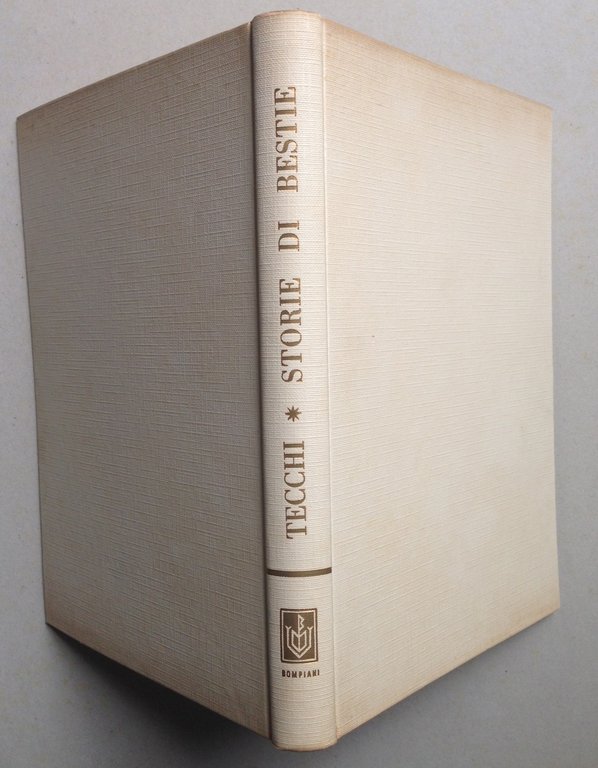 TECCHI * STORIE DI BESTIE
B
BOMPIANI